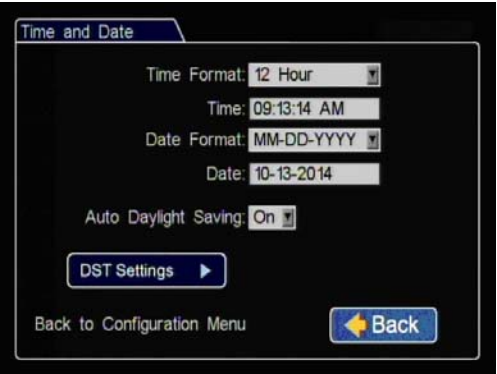 Time and Date
Time Format: 12 Hour
Time: 09:13:14 AM
Date Format: MM-DD-YYYY
Date: 10-13-2014
Auto Daylight Saving: On
DST Settings
Back to Configuration Menu Back